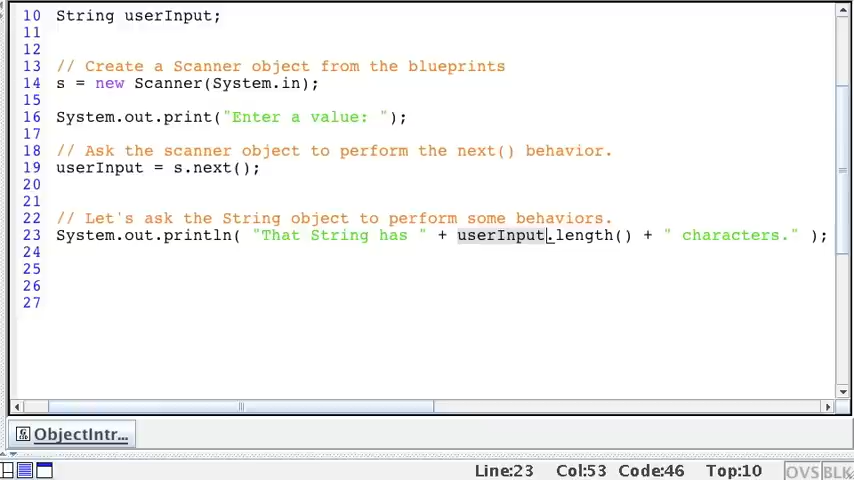 10 String userInput;
11
12
13 // Create a Scanner object from the blueprints
14 s = new Scanner(System.in);
15
16 System.out.print("Enter a value: ");
17
18 // Ask the scanner object to perform the next() behavior.
19 userInput = s.next();
20
21
22 // Let's ask the String object to perform some behaviors.
23 System.out.println( "That String has " + userInput.length() + " characters." );
24
25
26
27
ObjectIntr...
Line:23 Col:53 Code:46 Top:10 OVS BLK